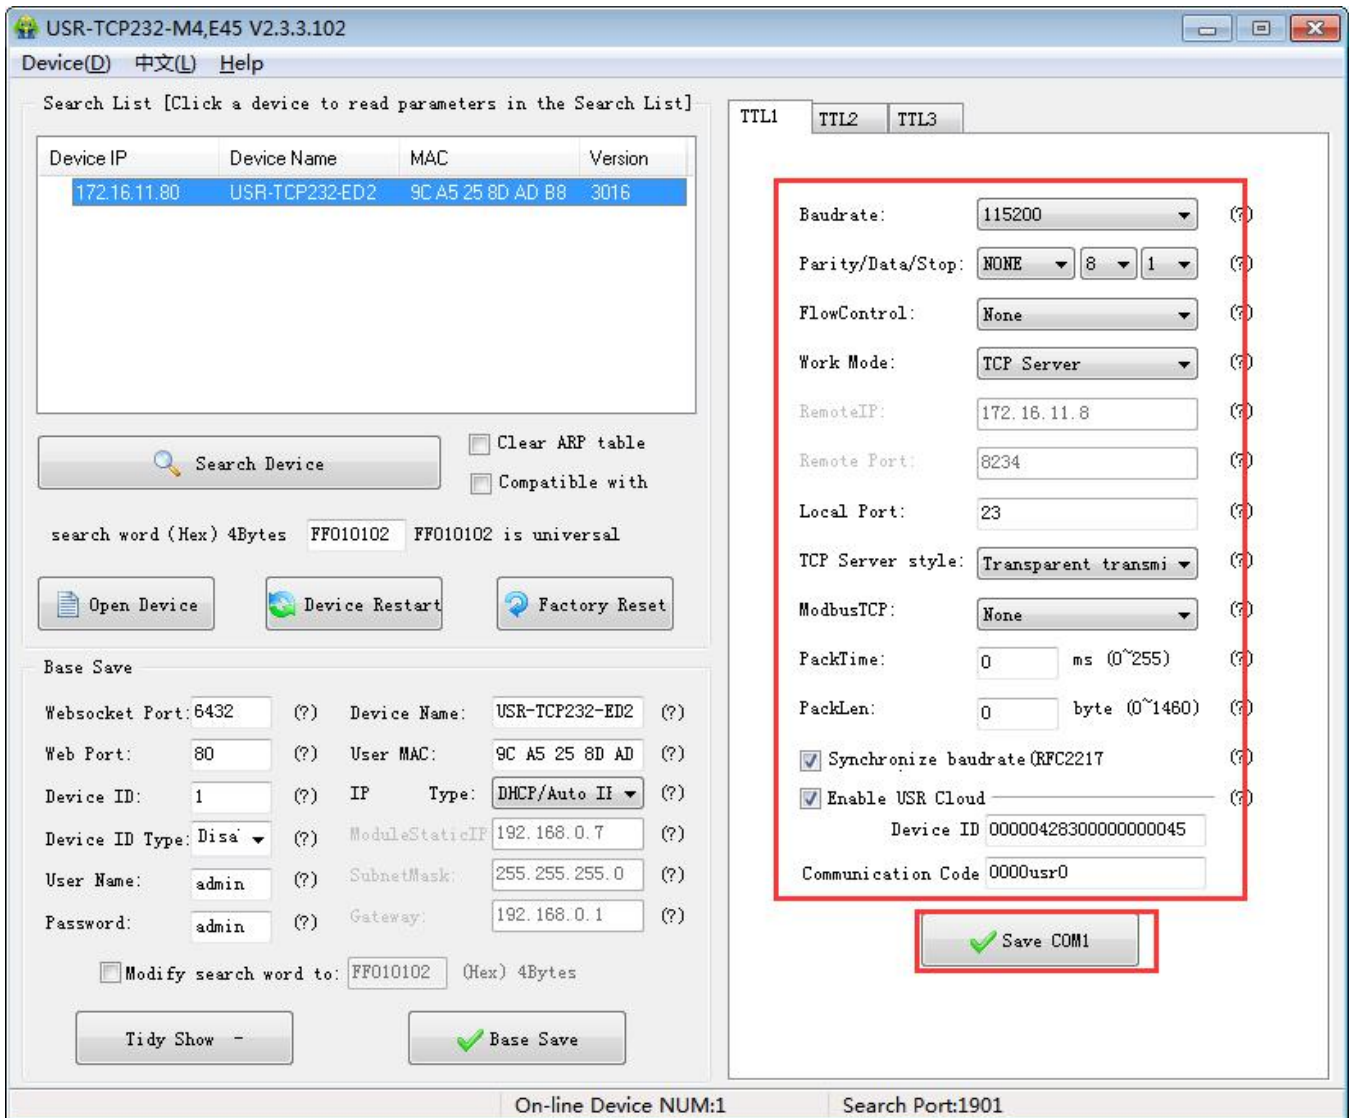 USR-TCP232-M4,E45 V2.3.3.102
Device(D) 中文(L) Help
Search List [Click a device to read parameters in the Search List]
Device IP Device Name MAC Version
172.16.11.80 USR-TCP232-ED2 9C A5 25 8D AD B8 3016
Search Device
Clear ARP table
Compatible with
search word (Hex) 4Bytes FF010102 FF010102 is universal
Open Device Device Restart Factory Reset
Base Save
Websocket Port: 6432 (?) Device Name: USR-TCP232-ED2 (?)
Web Port: 80 (?) User MAC: 9C A5 25 8D AD (?)
Device ID: 1 (?) IP Type: DHCP/Auto II (?)
Device ID Type: Disa (?) ModuleStaticIP 192.168.0.7 (?)
User Name: admin (?) SubnetMask: 255.255.255.0 (?)
Password: admin (?) Gateway: 192.168.0.1 (?)
Modify search word to: FF010102 (Hex) 4Bytes
Tidy Show - Base Save
TTL1 TTL2 TTL3
Baudrate: 115200 (?)
Parity/Data/Stop: NONE 8 1 (?)
FlowControl: None (?)
Work Mode: TCP Server (?)
RemoteIP: 172.16.11.8 (?)
Remote Port: 8234 (?)
Local Port: 23 (?)
TCP Server style: Transparent transmi (?)
ModbusTCP: None (?)
PackTime: 0 ms (0~255) (?)
PackLen: 0 byte (0~1460) (?)
Synchronize baudrate(RFC2217 (?)
Enable USR Cloud (?)
Device ID 00000428300000000045
Communication Code 0000usr0
Save COM1
On-line Device NUM:1 Search Port:1901